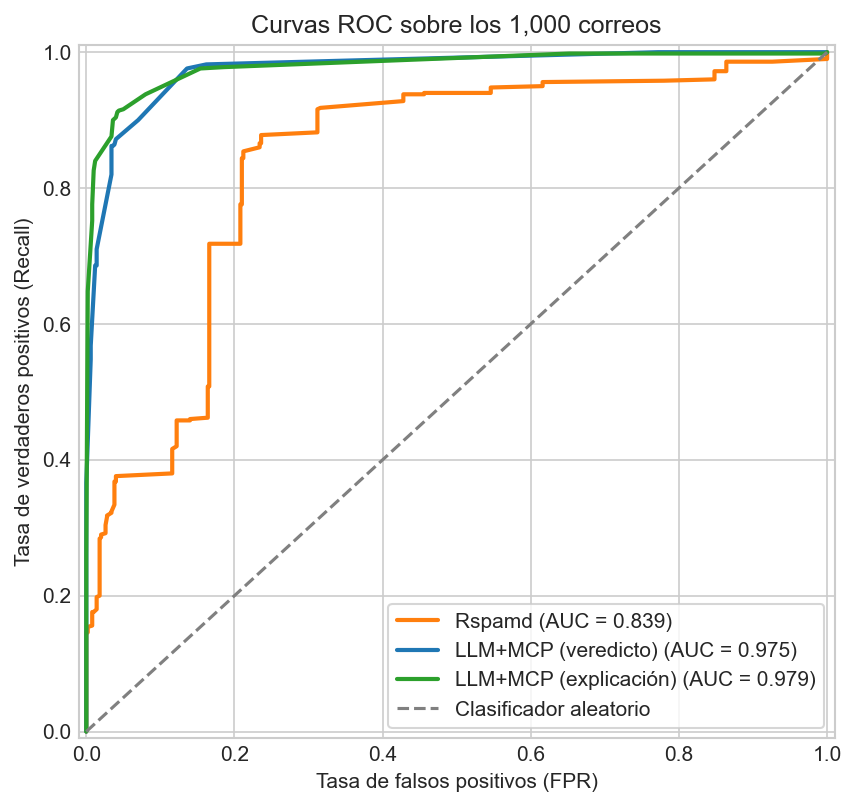 Curvas ROC sobre los 1,000 correos
Tasa de verdaderos positivos (Recall)
1.0
0.8
0.6
0.4
0.2
0.0
0.0 0.2 0.4 0.6 0.8 1.0
Tasa de falsos positivos (FPR)
Rspamd (AUC = 0.839)
LLM+MCP (veredicto) (AUC = 0.975)
LLM+MCP (explicación) (AUC = 0.979)
Clasificador aleatorio